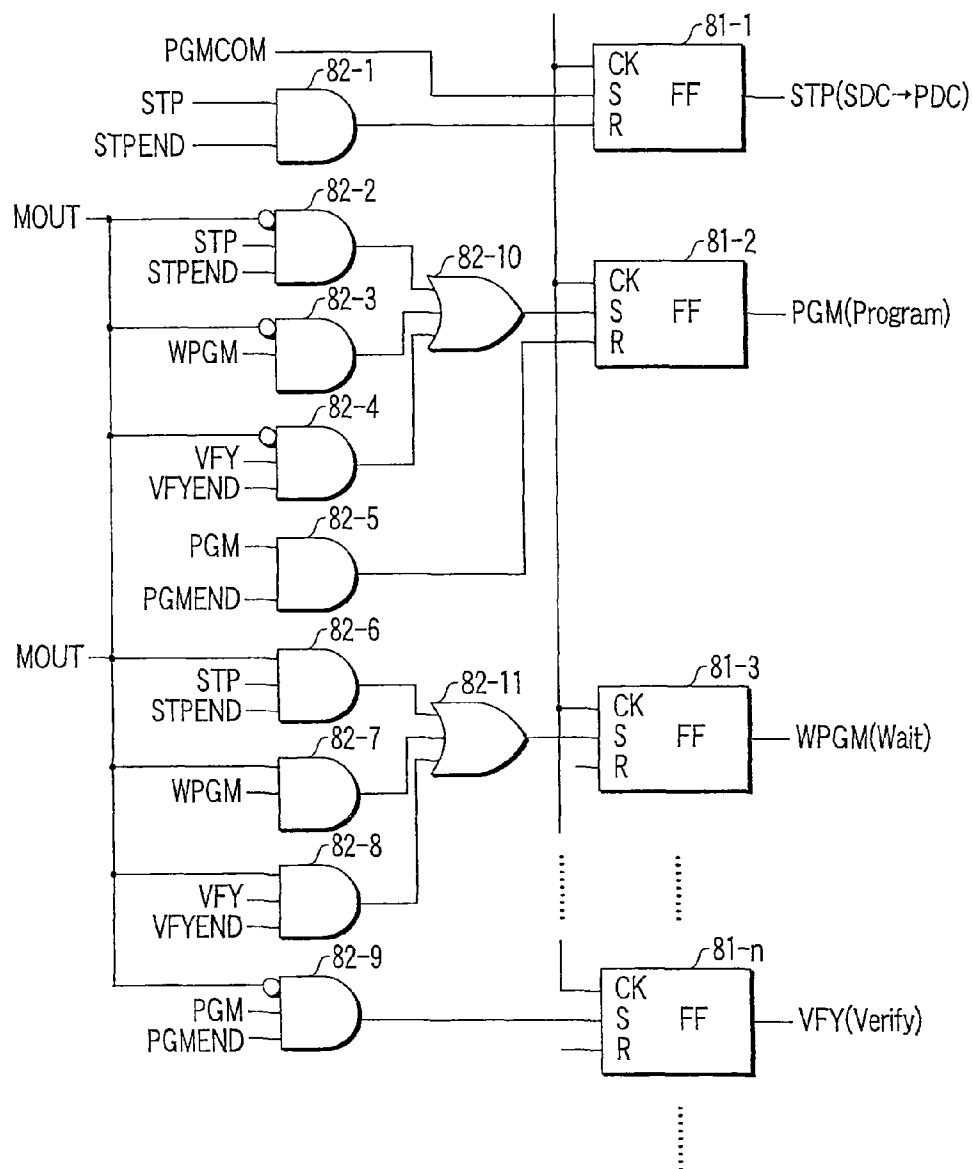 81-1
PGMCOM
82-1
CK
S
FF
R
STP(SDC→PDC)
STP
STPEND
82-2
MOUT
STP
STPEND
82-10
81-2
CK
S
FF
R
PGM(Program)
82-3
WPGM
82-4
VFY
VFYEND
82-5
PGM
PGMEND
82-6
MOUT
STP
STPEND
82-11
81-3
CK
S
FF
R
WPGM(Wait)
82-7
WPGM
82-8
VFY
VFYEND
82-9
81-n
CK
S
FF
R
VFY(Verify)
PGM
PGMEND